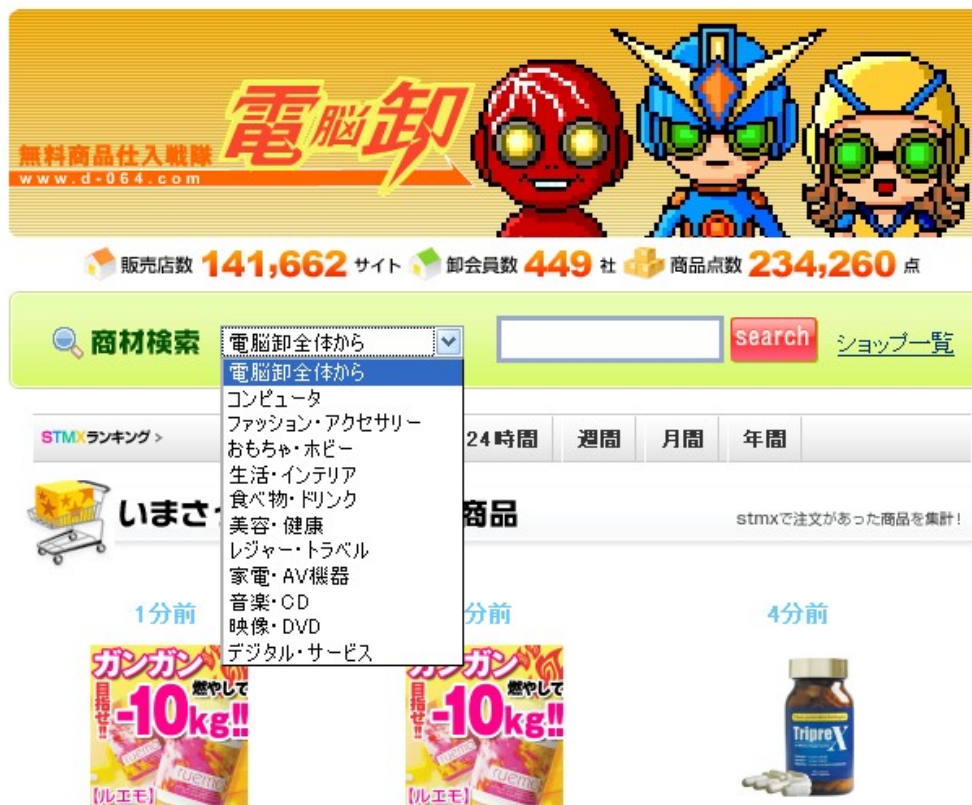 電脳卸
無料商品仕入戦隊
www.d-064.com
販売店数 141,662 サイト 卸会員数 449 社 商品点数 234,260 点
商材検索 電脳卸全体から search ショップ一覧
電脳卸全体から
コンピュータ
ファッション・アクセサリー
おもちゃ・ホビー
生活・インテリア
食べ物・ドリンク
美容・健康
レジャー・トラベル
家電・AV機器
音楽・CD
映像・DVD
デジタル・サービス
STMXランキング > 24時間 週間 月間 年間
いまさっ 商品 stmxで注文があった商品を集計!
1分前 分前 4分前
ガンガン
燃やして
目指せ!!
-10kg!!
ruemo
【ルエモ】
ガンガン
燃やして
目指せ!!
-10kg!!
ruemo
【ルエモ】
TripreX